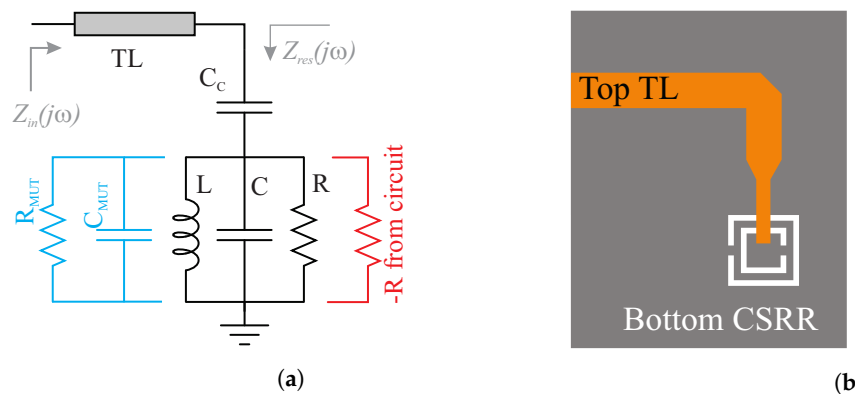 TL
Z_res(jω)
C_C
Z_in(jω)
R_MUT
C_MUT
L
C
R
-R from circuit
(a)
Top TL
Bottom CSRR
(b